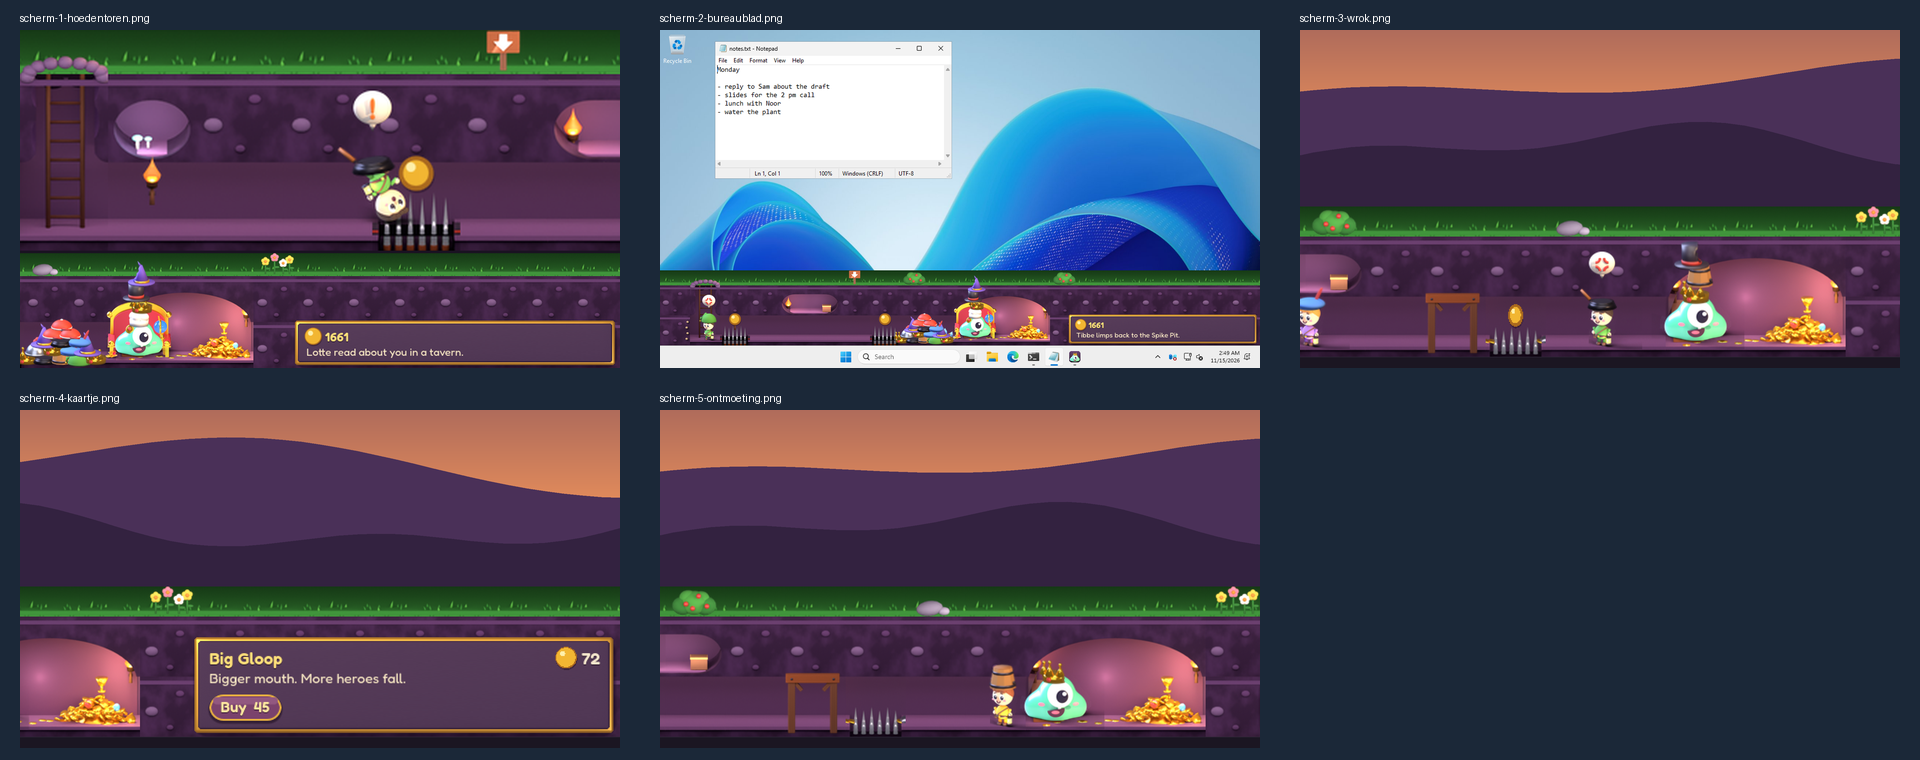 scherm-1-hoedentoren.png
1661
Lotte read about you in a tavern.
scherm-2-bureaublad.png
Recycle Bin
notes.txt - Notepad
File Edit Format View Help
Monday
- reply to Sam about the draft
- slides for the 2 pm call
- lunch with Noor
- water the plant
Ln 1, Col 1 100% Windows (CRLF) UTF-8
1661
Tibbe limps back to the Spike Pit.
Search
2:49 AM
11/15/2026
scherm-3-wrok.png
scherm-4-kaartje.png
Big Gloop
72
Bigger mouth. More heroes fall.
Buy 45
scherm-5-ontmoeting.png